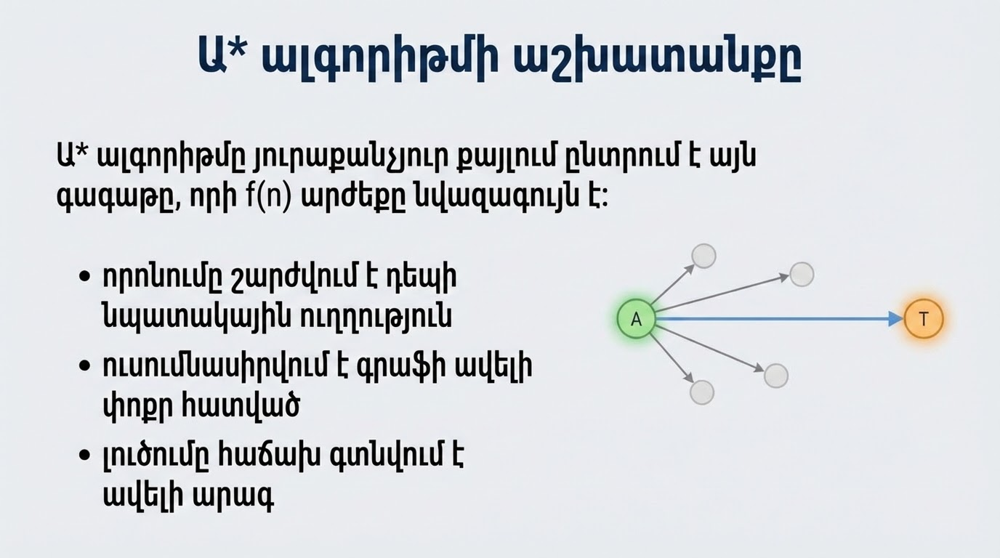 Ա* ալգորիթմի աշխատանքը
Ա* ալգորիթմը յուրաքանչյուր քայլում ընտրում է այն
գագաթը, որի f(n) արժեքը նվազագույն է:
• որոնումը շարժվում է դեպի
նպատակային ուղղություն
• ուսումնասիրվում է գրաֆի ավելի
փոքր հատված
• լուծումը հաճախ գտնվում է
ավելի արագ
A
T